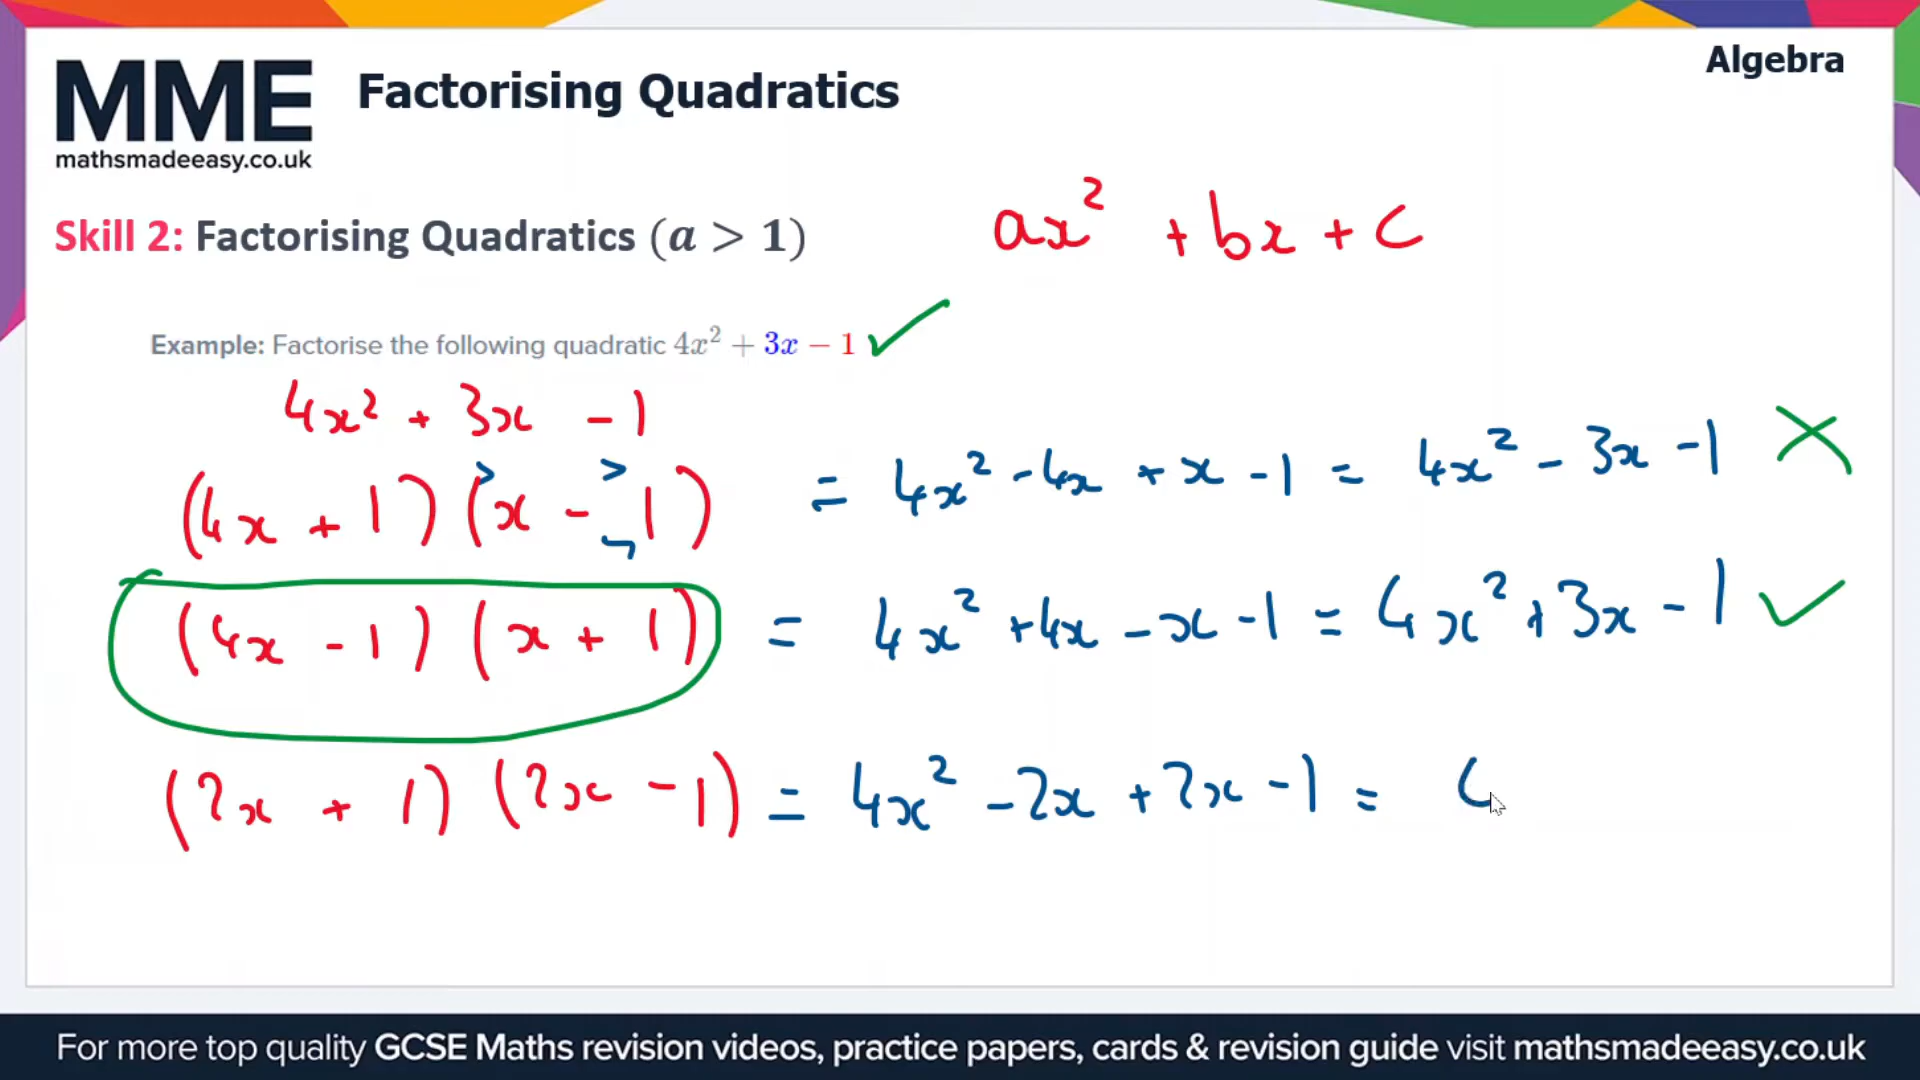 Algebra
MME Factorising Quadratics
mathsmadeeasy.co.uk
Skill 2: Factorising Quadratics (a > 1)
ax² + bx + c
Example: Factorise the following quadratic 4x² + 3x − 1
4x² + 3x − 1
(4x + 1)(x − 1) = 4x² − 4x + x − 1 = 4x² − 3x − 1
(4x − 1)(x + 1) = 4x² + 4x − x − 1 = 4x² + 3x − 1
(2x + 1)(2x − 1) = 4x² − 2x + 2x − 1 =
For more top quality GCSE Maths revision videos, practice papers, cards & revision guide visit mathsmadeeasy.co.uk